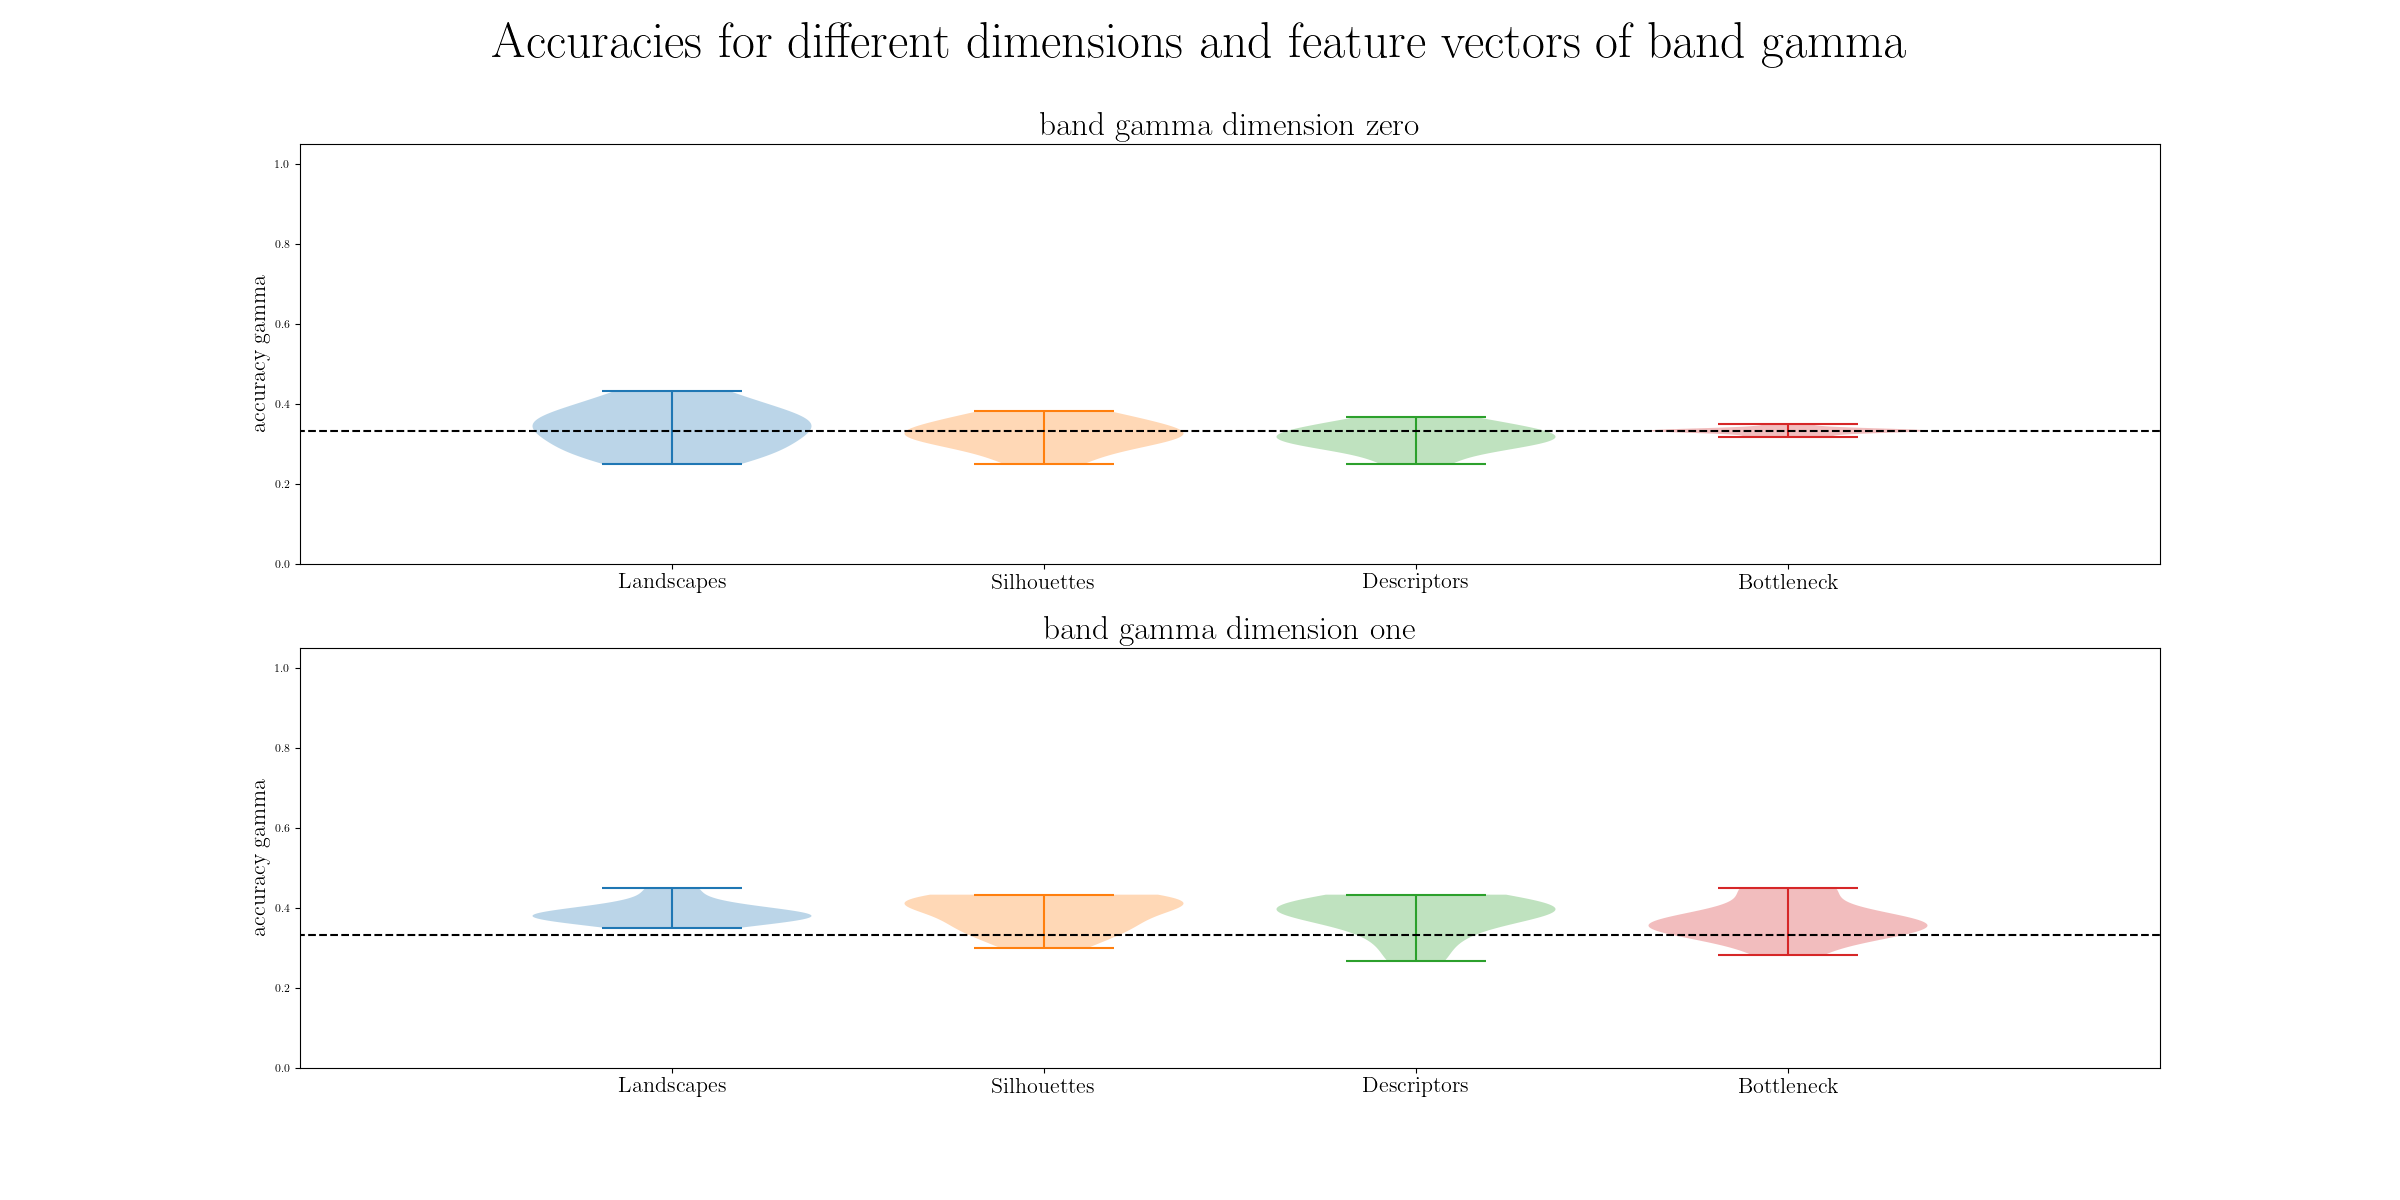 Accuracies for different dimensions and feature vectors of band gamma
band gamma dimension zero
1.0
0.8
0.6
0.4
0.2
0.0
accuracy gamma
Landscapes Silhouettes Descriptors Bottleneck
band gamma dimension one
1.0
0.8
0.6
0.4
0.2
0.0
accuracy gamma
Landscapes Silhouettes Descriptors Bottleneck